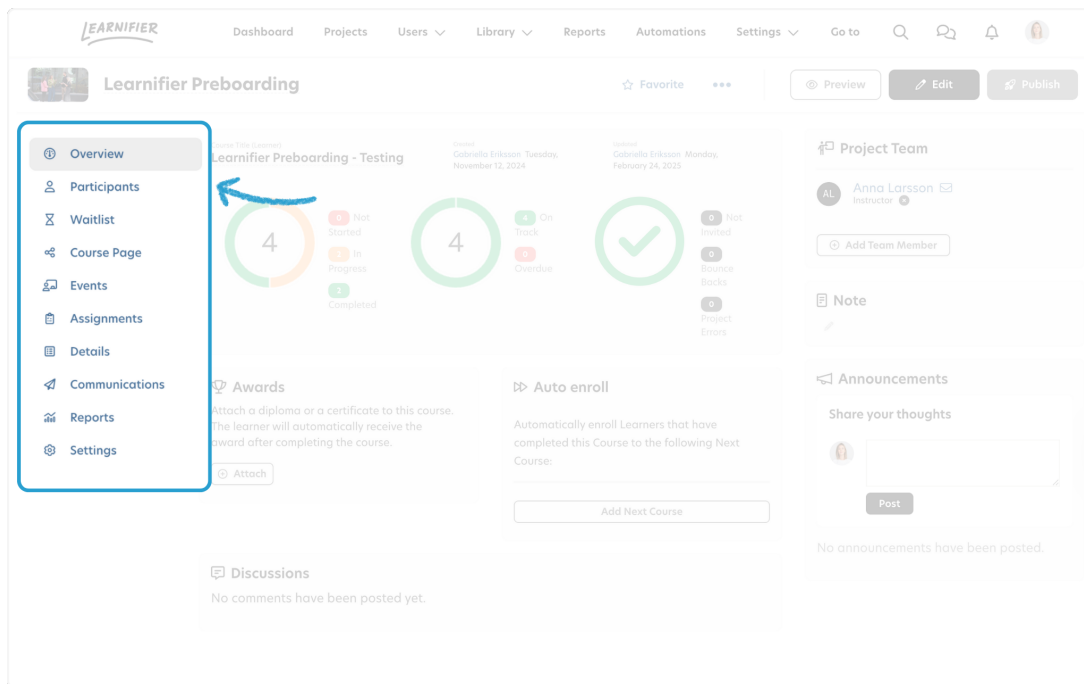 LEARNIFIER
Dashboard
Projects
Users
Library
Reports
Automations
Settings
Go to
Learnifier Preboarding
Favorite
Preview
Edit
Publish
Overview
Participants
Waitlist
Course Page
Events
Assignments
Details
Communications
Reports
Settings
Course Title (Learner)
Learnifier Preboarding - Testing
Created
Gabriella Eriksson Tuesday,
November 12, 2024
Updated
Gabriella Eriksson Monday,
February 24, 2025
4
0 Not
Started
In
Progress
Completed
4
4 On
Track
0
Overdue
0 Not
Invited
0
Bounce
Backs
0
Project
Errors
Awards
Attach a diploma or a certificate to this course.
The learner will automatically receive the
award after completing the course.
Attach
Auto enroll
Automatically enroll Learners that have
completed this Course to the following Next
Course:
Add Next Course
Discussions
No comments have been posted yet.
Project Team
AL
Anna Larsson
Instructor
Add Team Member
Note
Announcements
Share your thoughts
Post
No announcements have been posted.